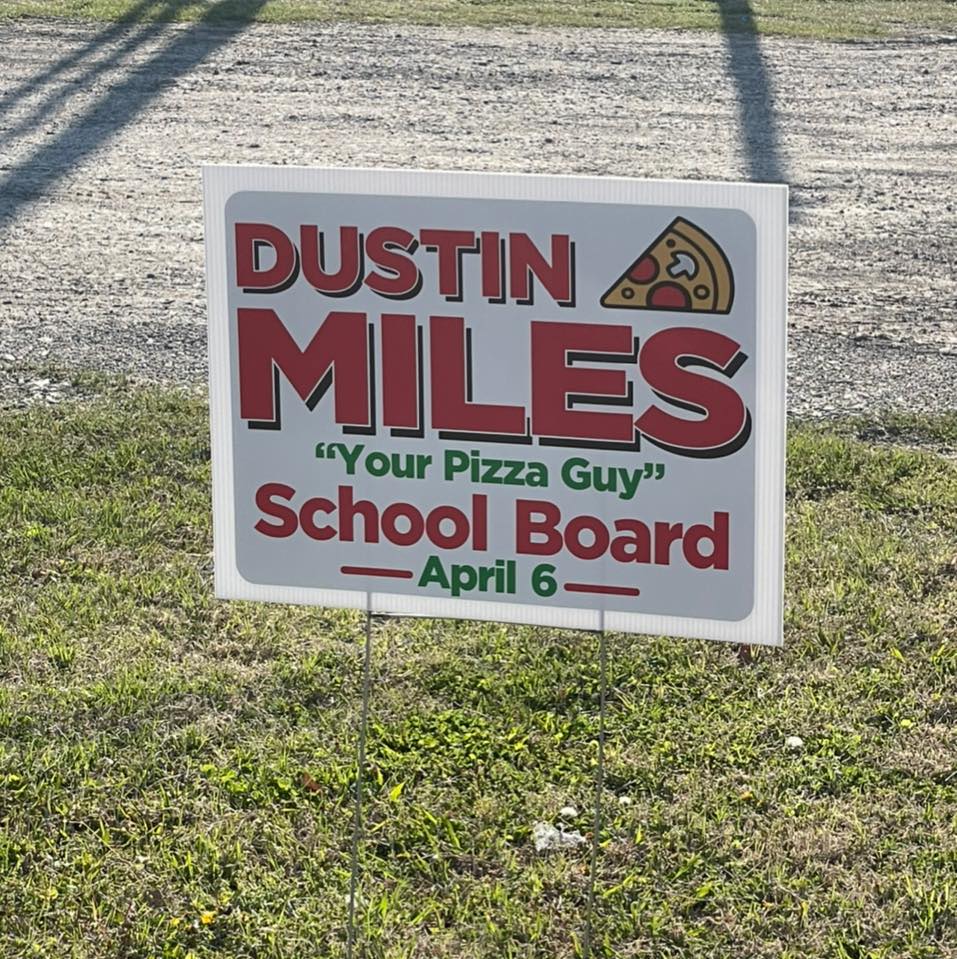 DUSTIN
MILES
“Your Pizza Guy”
School Board
April 6